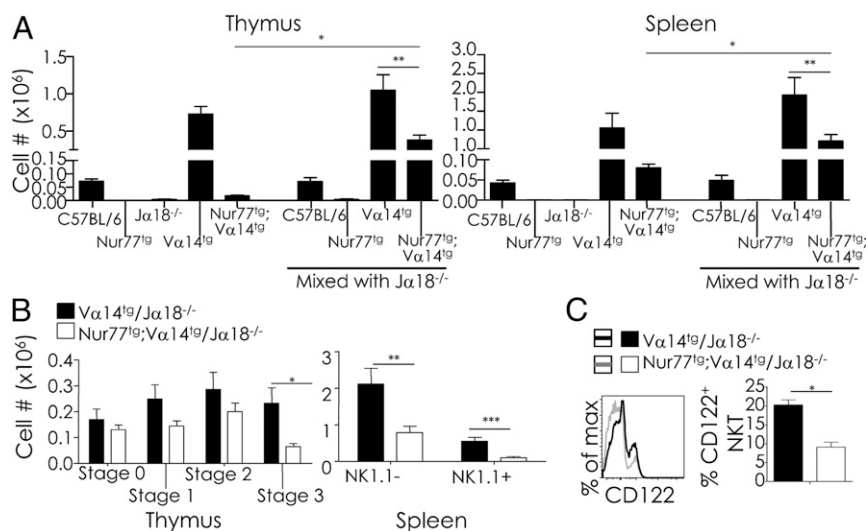 A
Thymus
Spleen
Cell # (x10⁶)
1.0
0.5
0.15
0.10
0.05
0.00
*
**
C57BL/6
Nur77ᵗᵍ
Jα18⁻/⁻
Vα14ᵗᵍ
Nur77ᵗᵍ;
Vα14ᵗᵍ
C57BL/6
Nur77ᵗᵍ
Vα14ᵗᵍ
Nur77ᵗᵍ;
Vα14ᵗᵍ
Mixed with Jα18⁻/⁻
3.0
2.5
2.0
1.5
1.0
0.5
0.10
0.05
0.00
*
**
C57BL/6
Nur77ᵗᵍ
Jα18⁻/⁻
Vα14ᵗᵍ
Nur77ᵗᵍ;
Vα14ᵗᵍ
C57BL/6
Nur77ᵗᵍ
Vα14ᵗᵍ
Nur77ᵗᵍ;
Vα14ᵗᵍ
Mixed with Jα18⁻/⁻
B
Vα14ᵗᵍ/Jα18⁻/⁻
Nur77ᵗᵍ;Vα14ᵗᵍ/Jα18⁻/⁻
Cell # (x10⁶)
0.4
0.3
0.2
0.1
0.0
*
Stage 0
Stage 1
Stage 2
Stage 3
Thymus
3
2
1
0
**
***
NK1.1-
NK1.1+
Spleen
C
Vα14ᵗᵍ/Jα18⁻/⁻
Nur77ᵗᵍ;Vα14ᵗᵍ/Jα18⁻/⁻
% of max
CD122
% CD122⁺
NKT
25
20
15
10
5
0
*